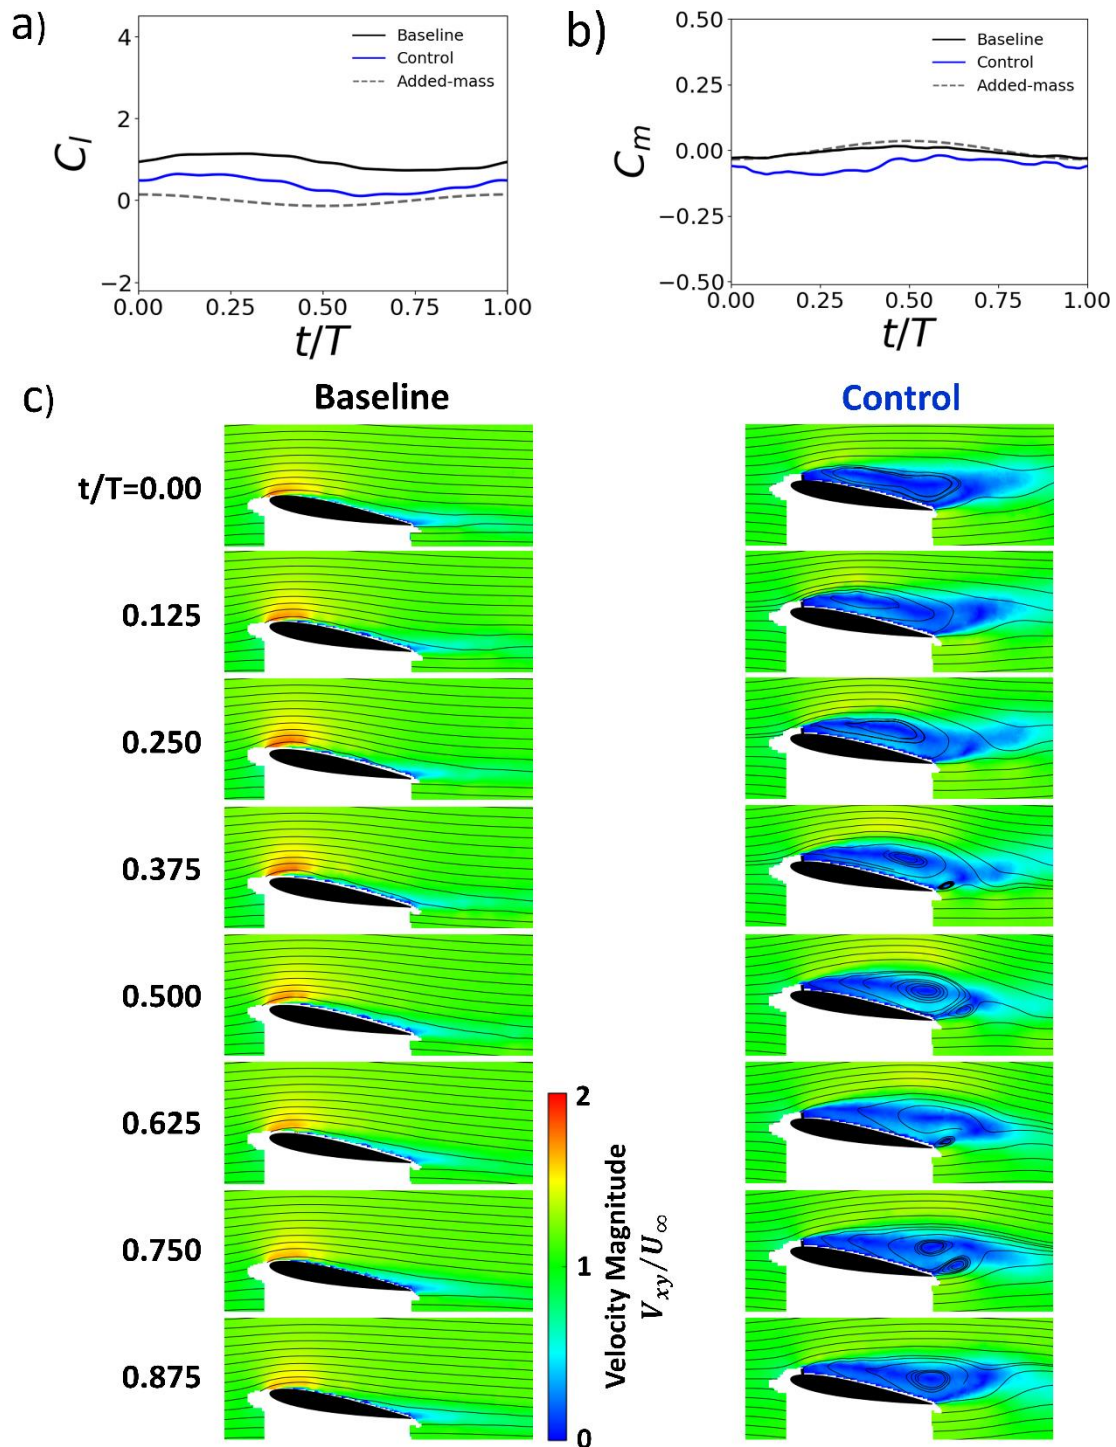 a)
4
2
0
−2
C_l
Baseline
Control
Added-mass
0.00 0.25 0.50 0.75 1.00
t/T
b)
0.50
0.25
0.00
−0.25
−0.50
C_m
Baseline
Control
Added-mass
0.00 0.25 0.50 0.75 1.00
t/T
c)
Baseline
Control
t/T=0.00
0.125
0.250
0.375
0.500
0.625
0.750
0.875
2
1
0
Velocity Magnitude
V_{xy}/U_∞